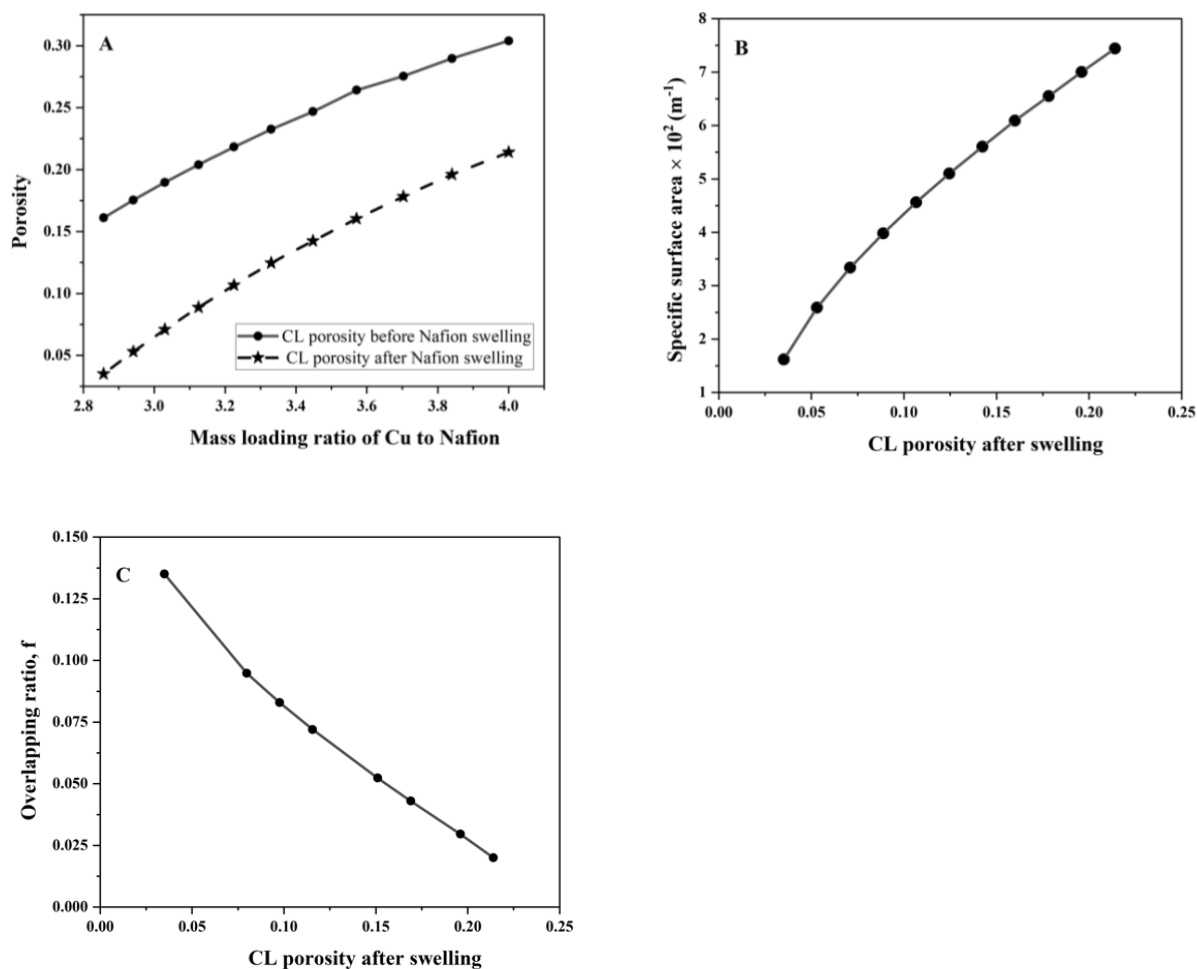 A
Porosity
0.30
0.25
0.20
0.15
0.10
0.05
CL porosity before Nafion swelling
CL porosity after Nafion swelling
2.8 3.0 3.2 3.4 3.6 3.8 4.0
Mass loading ratio of Cu to Nafion
B
Specific surface area × 10² (m⁻¹)
8
7
6
5
4
3
2
1
0.00 0.05 0.10 0.15 0.20 0.25
CL porosity after swelling
C
Overlapping ratio, f
0.150
0.125
0.100
0.075
0.050
0.025
0.000
0.00 0.05 0.10 0.15 0.20 0.25
CL porosity after swelling